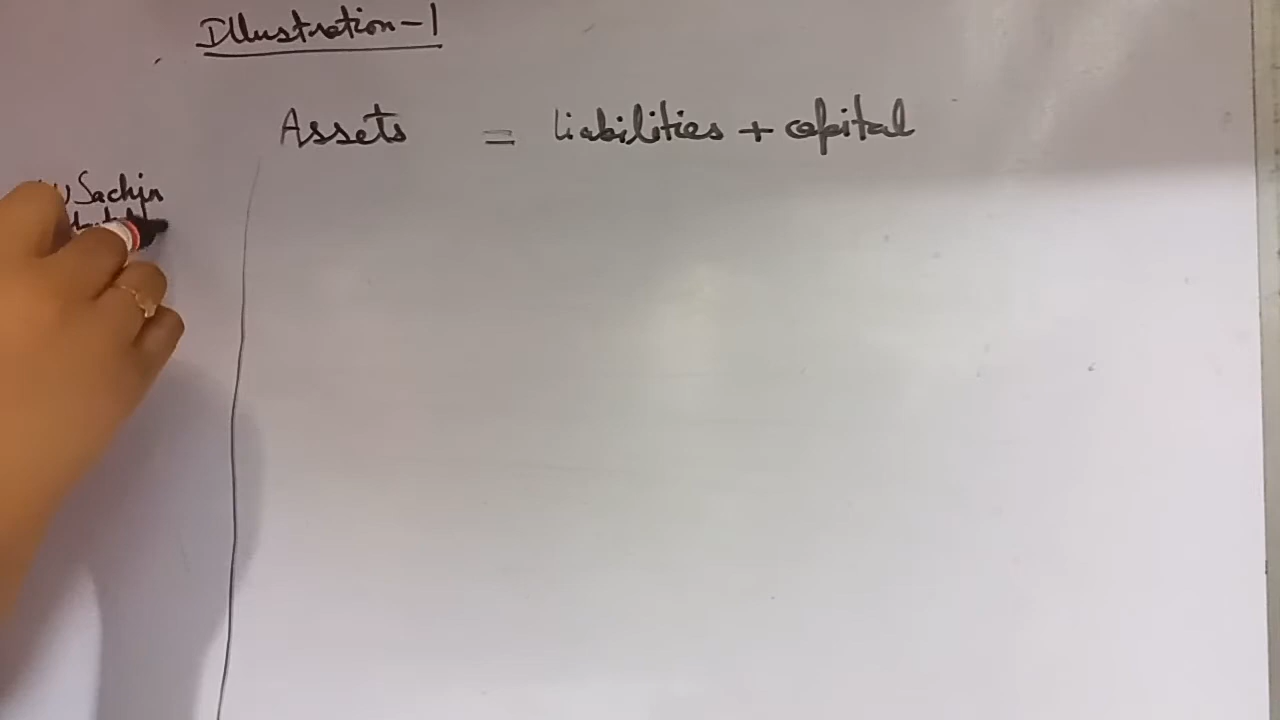 Illustration-1
Assets = Liabilities + capital
Sachin